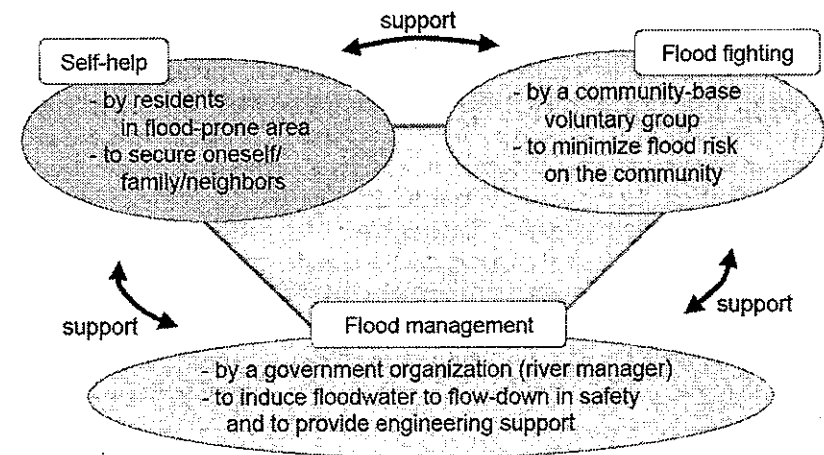 support
Self-help
- by residents
in flood-prone area
- to secure oneself/
family/neighbors
Flood fighting
- by a community-base
voluntary group
- to minimize flood risk
on the community
support
support
Flood management
- by a government organization (river manager)
- to induce floodwater to flow-down in safety
and to provide engineering support